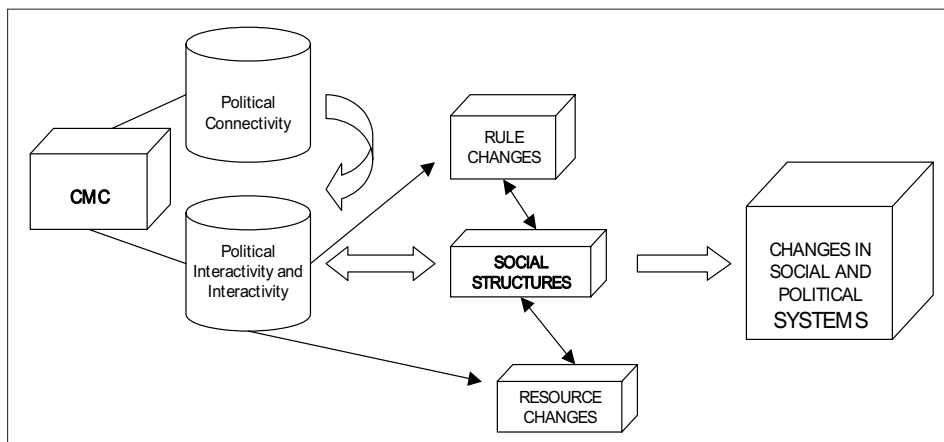 Political
Connectivity
CMC
Political
Interactivity and
Interactivity
RULE
CHANGES
SOCIAL
STRUCTURES
RESOURCE
CHANGES
CHANGES IN
SOCIAL AND
POLITICAL
SYSTEMS